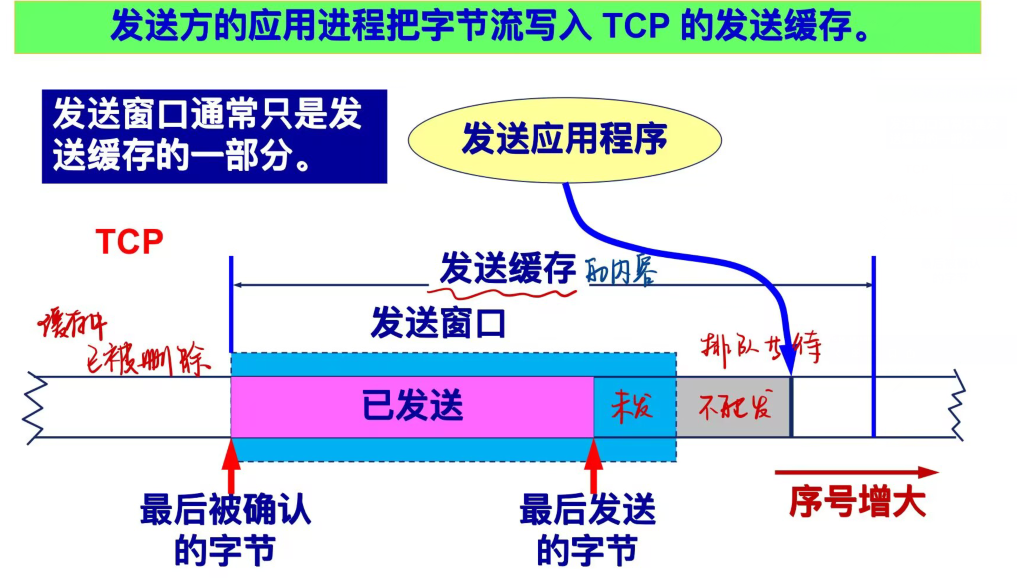 发送方的应用进程把字节流写入 TCP 的发送缓存。
发送窗口通常只是发
送缓存的一部分。
发送应用程序
TCP
发送缓存 的内容
发送窗口
缓存中
已被删除
排队等待
已发送
未发
不能发
最后被确认
的字节
最后发送
的字节
序号增大